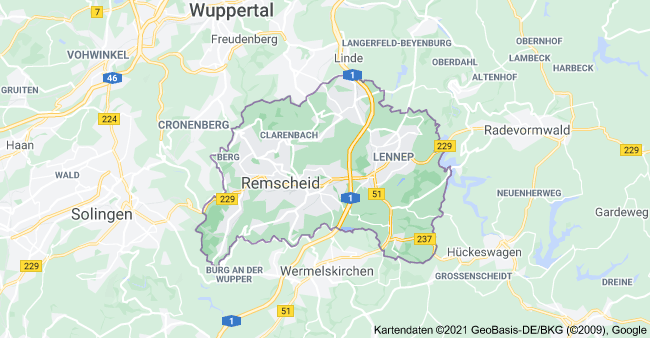 Wuppertal
7
Freudenberg
LANGERFELD-BEYENBURG
OBERNHOF
VOHWINKEL
Linde
LAMBECK
OBERDAHL
HARBECK
46
1
ALTENHOF
GRUITEN
224
CRONENBERG
CLARENBACH
Radevormwald
Haan
229
229
BERG
LENNEP
WALD
Remscheid
51
NEUENHERWEG
229
1
Solingen
Gardeweg
237
Hückeswagen
229
BURG AN DER
WUPPER
Wermelskirchen
GROSSENSCHEIDT
DREINE
51
1
Kartendaten ©2021 GeoBasis-DE/BKG (©2009), Google